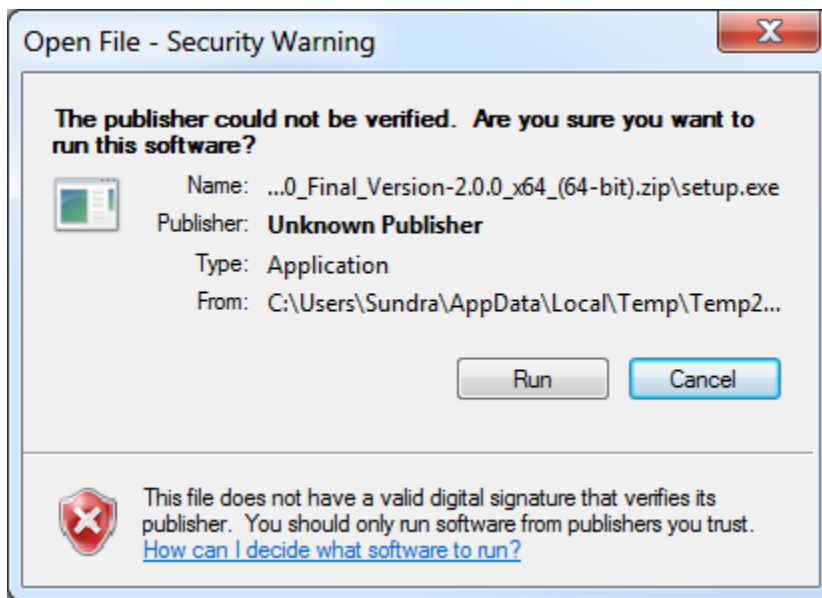 Open File - Security Warning
The publisher could not be verified. Are you sure you want to
run this software?
Name: ...0_Final_Version-2.0.0_x64_(64-bit).zip\setup.exe
Publisher: Unknown Publisher
Type: Application
From: C:\Users\Sundra\AppData\Local\Temp\Temp2...
Run Cancel
This file does not have a valid digital signature that verifies its
publisher. You should only run software from publishers you trust.
How can I decide what software to run?